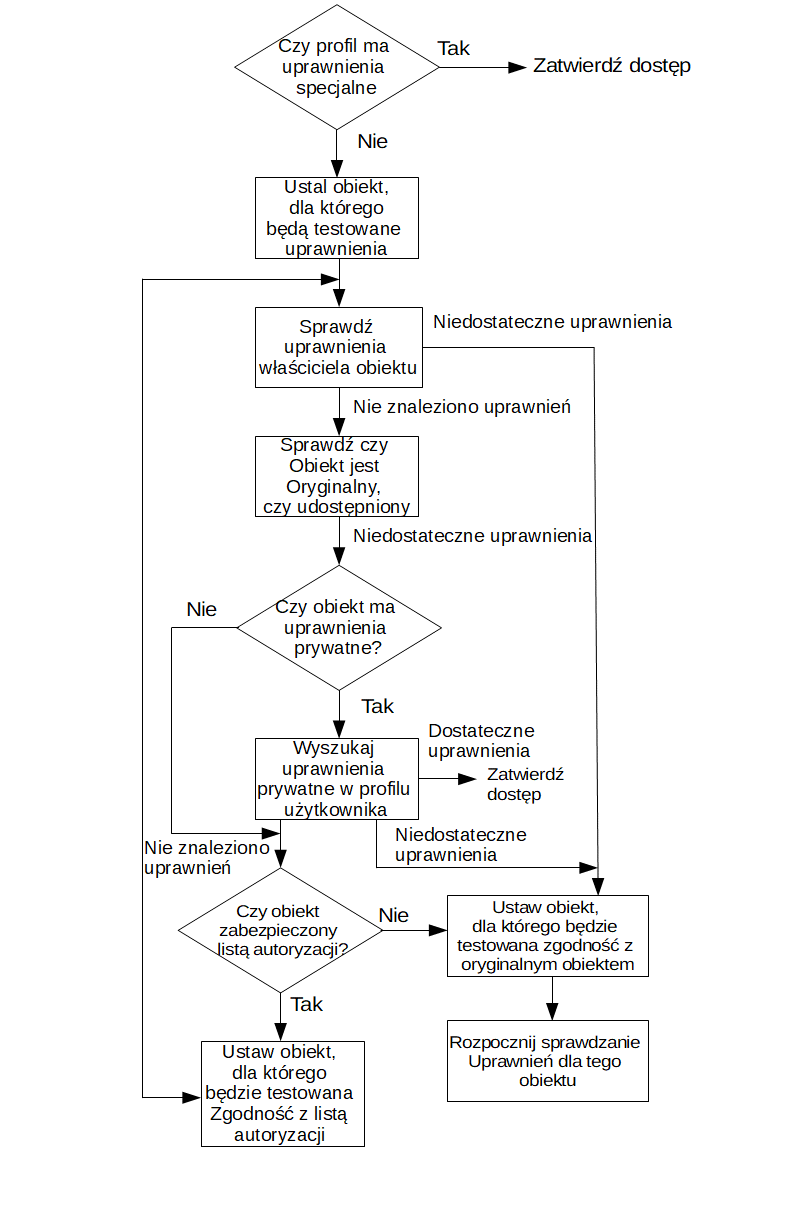 Czy profil ma
uprawnienia
specjalne
Tak
Zatwierdź dostęp
Nie
Ustal obiekt,
dla którego
będą testowane
uprawnienia
Sprawdź
uprawnienia
właściciela obiektu
Niedostateczne uprawnienia
Nie znaleziono uprawnień
Sprawdź czy
Obiekt jest
Oryginalny,
czy udostępniony
Niedostateczne uprawnienia
Czy obiekt ma
uprawnienia
prywatne?
Nie
Tak
Wyszukaj
uprawnienia
prywatne w profilu
użytkownika
Dostateczne
uprawnienia
Zatwierdź
dostęp
Niedostateczne
uprawnienia
Nie znaleziono
uprawnień
Czy obiekt
zabezpieczony
listą autoryzacji?
Nie
Ustaw obiekt,
dla którego będzie
testowana zgodność z
oryginalnym obiektem
Tak
Rozpocznij sprawdzanie
Uprawnień dla tego
obiektu
Ustaw obiekt,
dla którego
będzie testowana
Zgodność z listą
autoryzacji